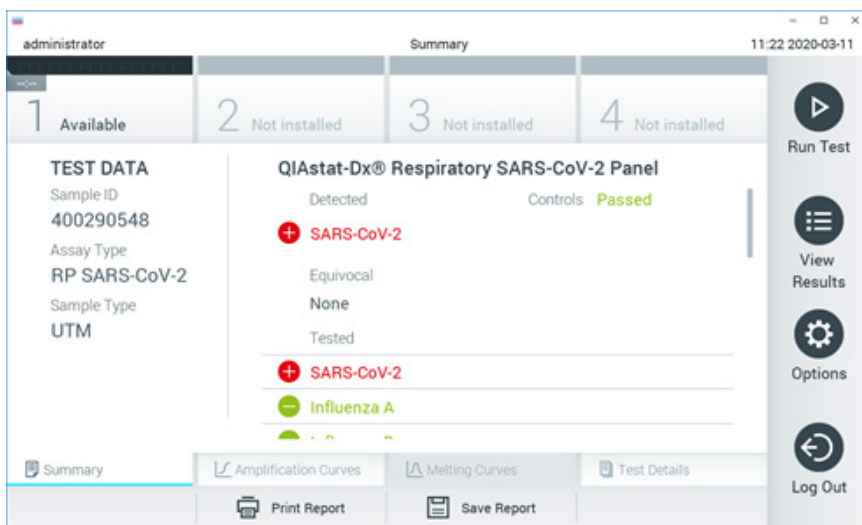 administrator Summary 11:22 2020-03-11
--:--
1 Available 2 Not installed 3 Not installed 4 Not installed
Run Test
TEST DATA
Sample ID
400290548
Assay Type
RP SARS-CoV-2
Sample Type
UTM
QIAstat-Dx® Respiratory SARS-CoV-2 Panel
Detected Controls Passed
SARS-CoV-2
Equivocal
None
Tested
SARS-CoV-2
Influenza A
View
Results
Options
Log Out
Summary Amplification Curves Melting Curves Test Details
Print Report Save Report